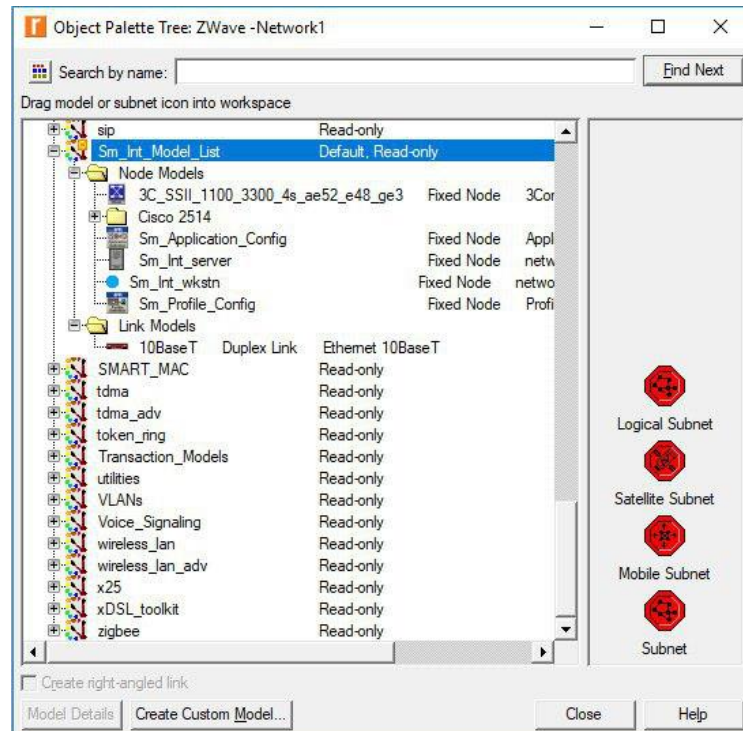 Object Palette Tree: ZWave -Network1
Search by name:
Find Next
Drag model or subnet icon into workspace
sip Read-only
Sm_Int_Model_List Default, Read-only
Node Models
3C_SSII_1100_3300_4s_ae52_e48_ge3 Fixed Node 3Cor
Cisco 2514
Sm_Application_Config Fixed Node Appl
Sm_Int_server Fixed Node netw
Sm_Int_wkstn Fixed Node netwo
Sm_Profile_Config Fixed Node Profi
Link Models
10BaseT Duplex Link Ethernet 10BaseT
SMART_MAC Read-only
tdma Read-only
tdma_adv Read-only
token_ring Read-only
Transaction_Models Read-only
utilities Read-only
VLANs Read-only
Voice_Signaling Read-only
wireless_lan Read-only
wireless_lan_adv Read-only
x25 Read-only
xDSL_toolkit Read-only
zigbee Read-only
Logical Subnet
Satellite Subnet
Mobile Subnet
Subnet
Create right-angled link
Model Details
Create Custom Model...
Close
Help